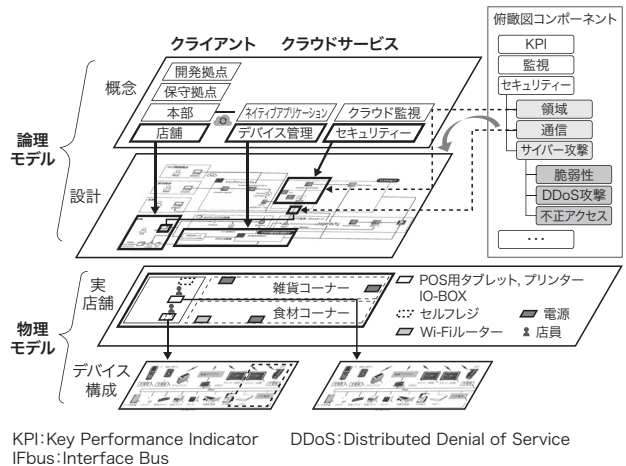 クライアント クラウドサービス
俯瞰図コンポーネント
KPI
監視
セキュリティー
領域
通信
サイバー攻撃
脆弱性
DDoS攻撃
不正アクセス
...
論理
モデル
概念
開発拠点
保守拠点
本部
ネイティブアプリケーション
クラウド監視
店舗
デバイス管理
セキュリティー
設計
物理
モデル
実
店舗
雑貨コーナー
食材コーナー
POS用タブレット,プリンター
IO-BOX
セルフレジ
電源
Wi-Fiルーター
店員
デバイス
構成
KPI:Key Performance Indicator DDoS:Distributed Denial of Service
IFbus:Interface Bus